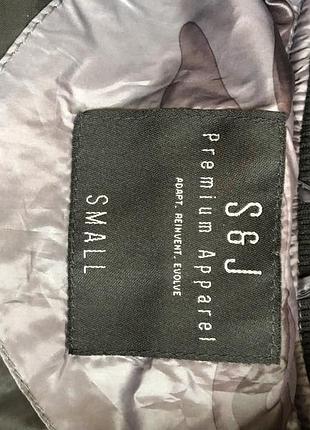 S&J
Premium Apparel
ADAPT. REINVENT. EVOLVE
SMALL